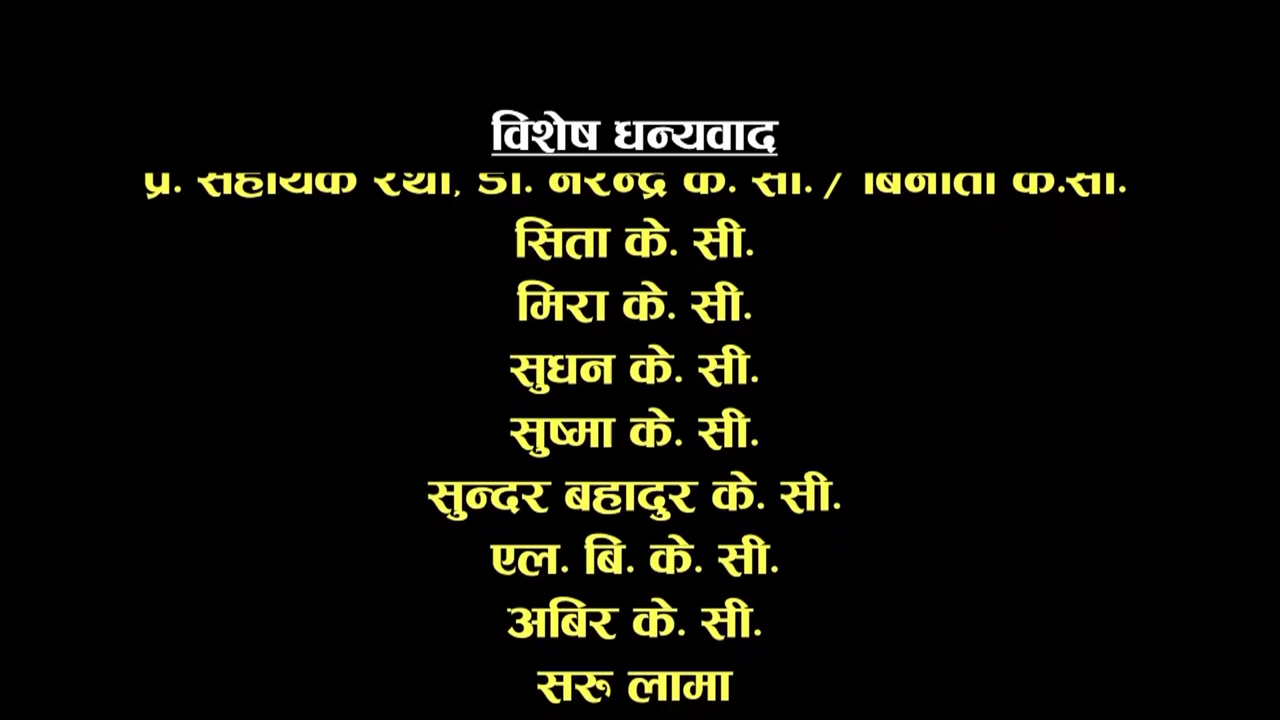 विशेष धन्यवाद
प्र. सहायक रथी, डा. नरेन्द्र के. सी. / बिनीता के.सी.
सिता के. सी.
मिरा के. सी.
सुधन के. सी.
सुष्मा के. सी.
सुन्दर बहादुर के. सी.
एल. बि. के. सी.
अबिर के. सी.
सरु लामा